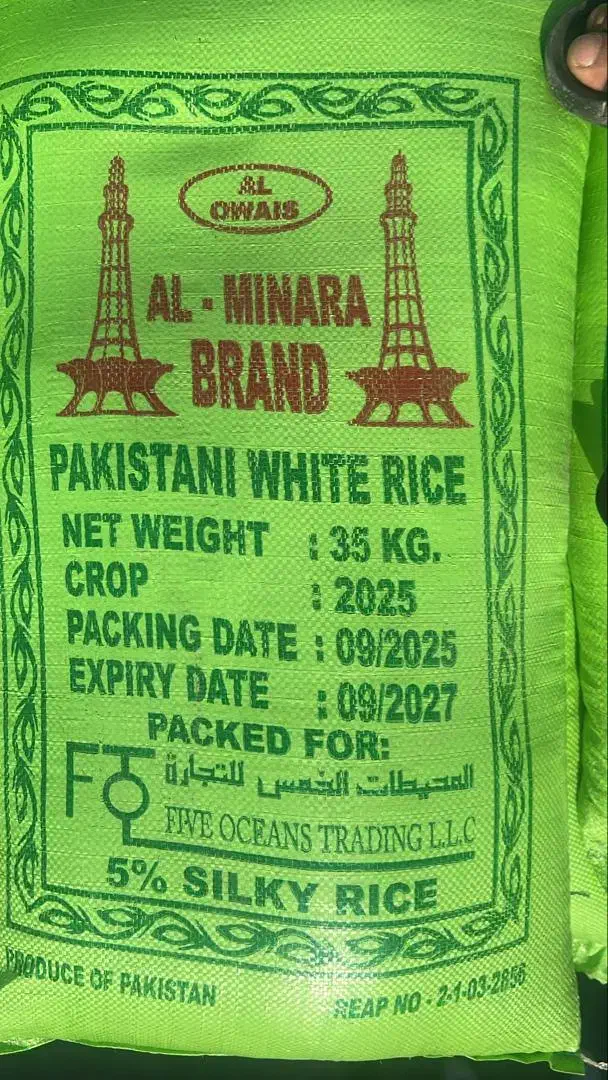 AL
OWAIS
AL - MINARA
BRAND
PAKISTANI WHITE RICE
NET WEIGHT : 35 KG.
CROP : 2025
PACKING DATE : 09/2025
EXPIRY DATE : 09/2027
PACKED FOR:
FO
المحيطات الخمس للتجارة
FIVE OCEANS TRADING L.L.C
5% SILKY RICE
PRODUCE OF PAKISTAN
REAP NO - 2-1-03-2856